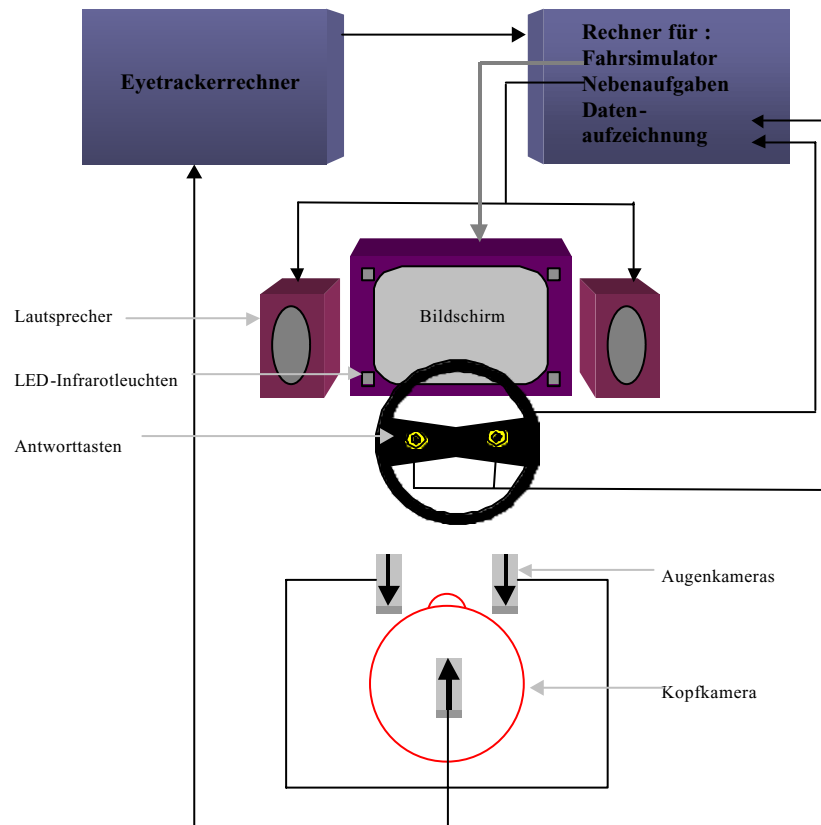 Eyetrackerrechner
Rechner für :
Fahrsimulator
Nebenaufgaben
Daten-
aufzeichnung
Lautsprecher
Bildschirm
LED-Infrarotleuchten
Antworttasten
Augenkameras
Kopfkamera